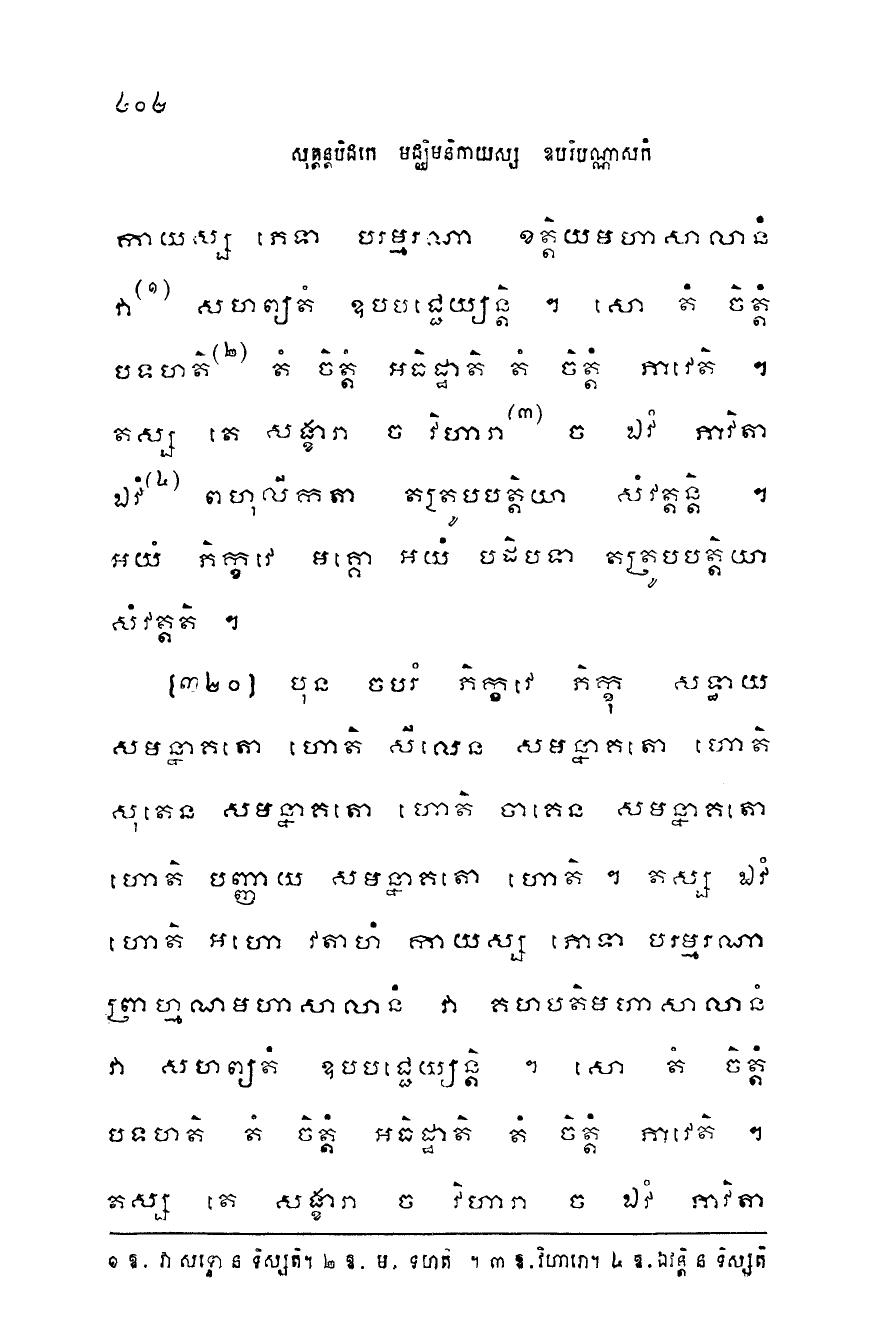 ៤០២
សុត្តន្តបិដកេ មជ្ឈិមនិកាយស្ស ឧបរិបណ្ណាសកំ
កាយស្ស ភេទា បរម្មរណា ខត្តិយមហាសាលានំ
វា(១) សហព្យតំ ឧបបជ្ជេយ្យន្តិ ។ សោ តំ ចិត្តំ
បទហតិ(២) តំ ចិត្តំ អធិដ្ឋាតិ តំ ចិត្តំ ភាវេតិ ។
តស្ស តេ សង្ខារា ច វិហារា(៣) ច ឯវំ ភាវិតា
ឯវំ(៤) ពហុលីកតា តត្រូបបត្តិយា សំវត្តន្តិ ។
អយំ ភិក្ខវេ មគ្គោ អយំ បដិបទា តត្រូបបត្តិយា
សំវត្តតិ ។
[៣២០] បុន ចបរំ ភិក្ខវេ ភិក្ខុ សទ្ធាយ
សមន្នាគតោ ហោតិ សីលេន សមន្នាគតោ ហោតិ
សុតេន សមន្នាគតោ ហោតិ ចាគេន សមន្នាគតោ
ហោតិ បញ្ញាយ សមន្នាគតោ ហោតិ ។ តស្ស ឯវំ
ហោតិ អហោ វតាហំ កាយស្ស ភេទា បរម្មរណា
ព្រាហ្មណមហាសាលានំ វា គហបតិមហាសាលានំ
វា សហព្យតំ ឧបបជ្ជេយ្យន្តិ ។ សោ តំ ចិត្តំ
បទហតិ តំ ចិត្តំ អធិដ្ឋាតិ តំ ចិត្តំ ភាវេតិ ។
តស្ស តេ សង្ខារា ច វិហារា ច ឯវំ ភាវិតា
១ ឱ. វា សទ្ទោ ន ទិស្សតិ។ ២ ឱ. ម. ទហតិ ។ ៣ ឱ.វិហារោ។ ៤ ឱ.ឯវន្តិ ន ទិស្សតិ